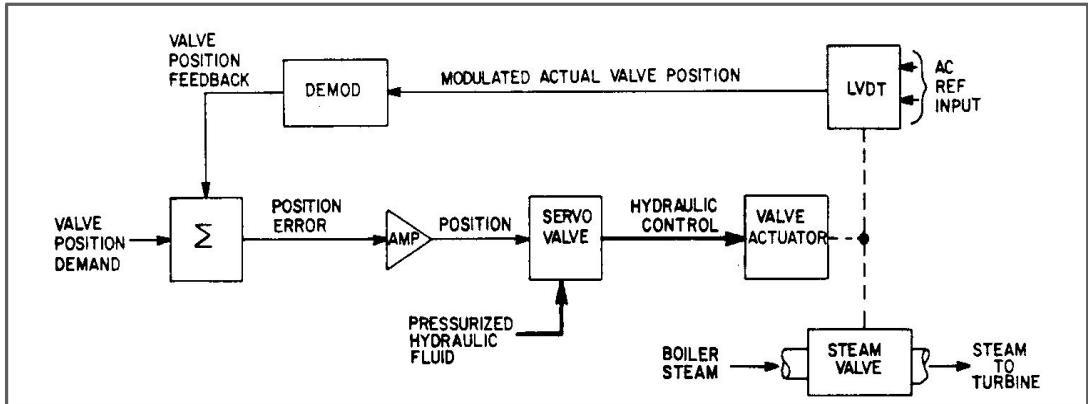 VALVE
POSITION
FEEDBACK
DEMOD
MODULATED ACTUAL VALVE POSITION
LVDT
AC
REF
INPUT
VALVE
POSITION
DEMAND
Σ
POSITION
ERROR
AMP
POSITION
SERVO
VALVE
HYDRAULIC
CONTROL
VALVE
ACTUATOR
PRESSURIZED
HYDRAULIC
FLUID
BOILER
STEAM
STEAM
VALVE
STEAM
TO
TURBINE